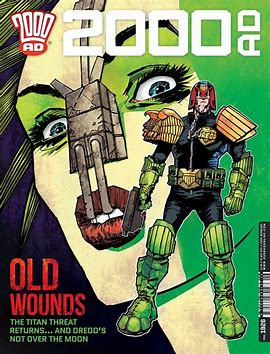 2000
AD
2000 AD
OLD
WOUNDS
THE TITAN THREAT
RETURNS... AND DREDD'S
NOT OVER THE MOON